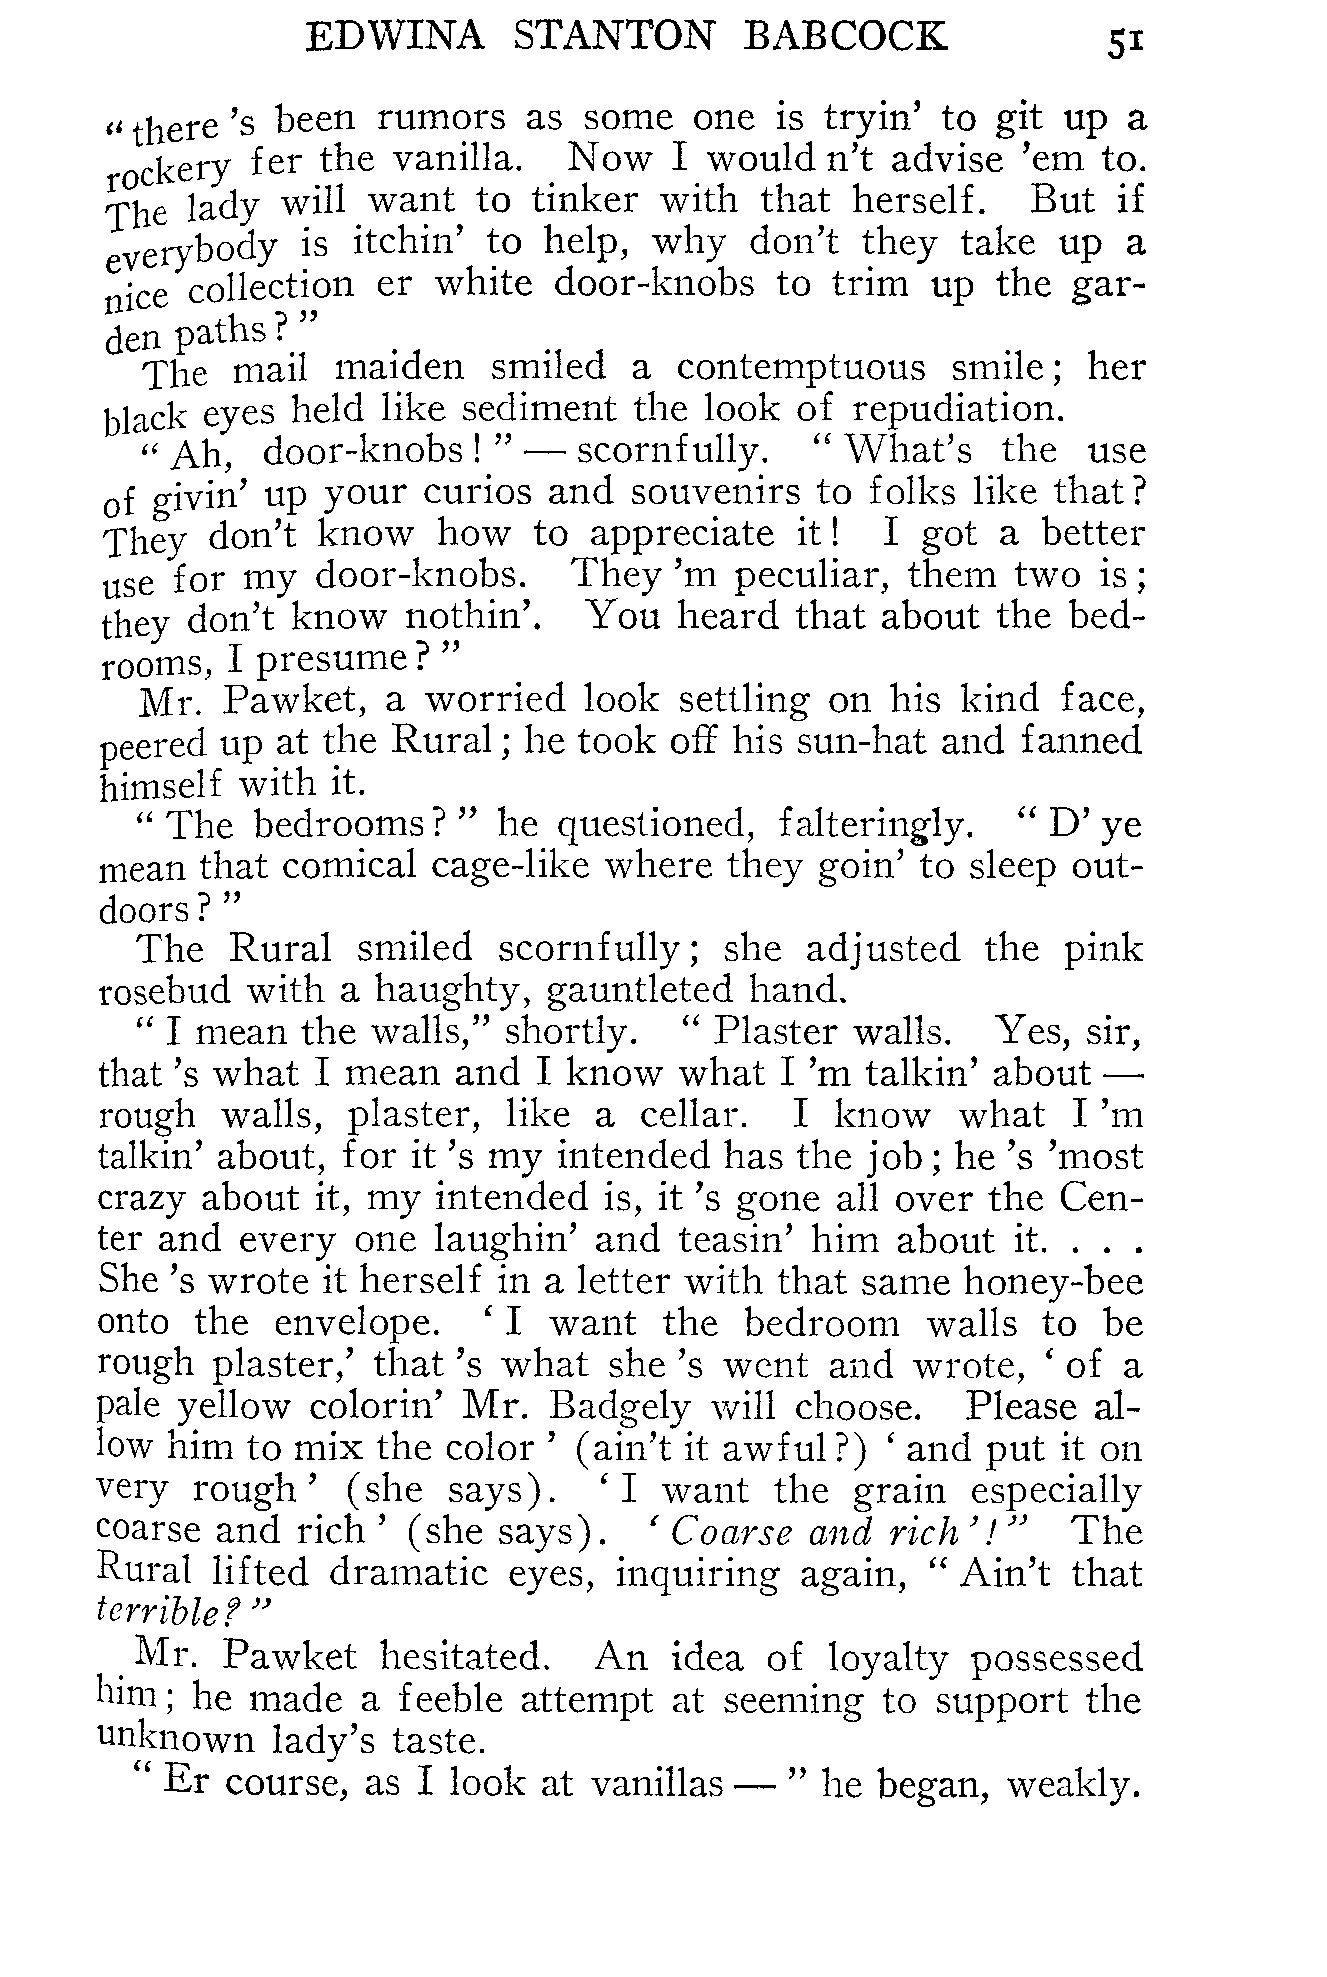 EDWINA STANTON BABCOCK 51
"there 's been rumors as some one is tryin' to git up a
rockery fer the vanilla. Now I would n't advise 'em to.
The lady will want to tinker with that herself. But if
everybody is itchin' to help, why don't they take up a
nice collection er white door-knobs to trim up the gar-
den paths?"
The mail maiden smiled a contemptuous smile; her
black eyes held like sediment the look of repudiation.
"Ah, door-knobs!" — scornfully. "What's the use
of givin' up your curios and souvenirs to folks like that?
They don't know how to appreciate it! I got a better
use for my door-knobs. They 'm peculiar, them two is;
they don't know nothin'. You heard that about the bed-
rooms, I presume?"
Mr. Pawket, a worried look settling on his kind face,
peered up at the Rural; he took off his sun-hat and fanned
himself with it.
"The bedrooms?" he questioned, falteringly. "D' ye
mean that comical cage-like where they goin' to sleep out-
doors?"
The Rural smiled scornfully; she adjusted the pink
rosebud with a haughty, gauntleted hand.
"I mean the walls," shortly. "Plaster walls. Yes, sir,
that 's what I mean and I know what I 'm talkin' about —
rough walls, plaster, like a cellar. I know what I 'm
talkin' about, for it 's my intended has the job; he 's 'most
crazy about it, my intended is, it 's gone all over the Cen-
ter and every one laughin' and teasin' him about it. . . .
She 's wrote it herself in a letter with that same honey-bee
onto the envelope. 'I want the bedroom walls to be
rough plaster,' that 's what she 's went and wrote, 'of a
pale yellow colorin' Mr. Badgely will choose. Please al-
low him to mix the color' (ain't it awful?) 'and put it on
very rough' (she says). 'I want the grain especially
coarse and rich' (she says). 'Coarse and rich'!" The
Rural lifted dramatic eyes, inquiring again, "Ain't that
terrible?"
Mr. Pawket hesitated. An idea of loyalty possessed
him; he made a feeble attempt at seeming to support the
unknown lady's taste.
"Er course, as I look at vanillas — " he began, weakly.